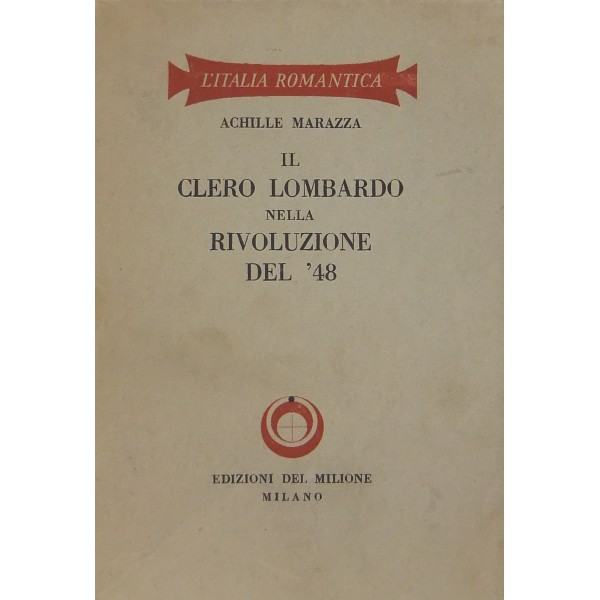 L'ITALIA ROMANTICA
ACHILLE MARAZZA
IL
CLERO LOMBARDO
NELLA
RIVOLUZIONE
DEL '48
EDIZIONI DEL MILIONE
MILANO